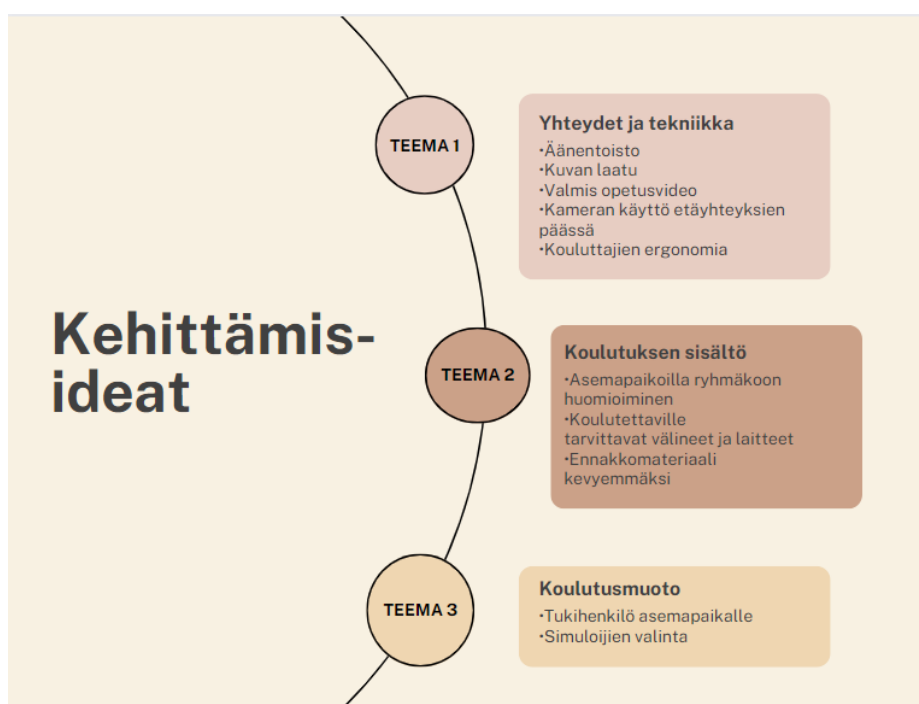 Kehittämis-
ideat
TEEMA 1
Yhteydet ja tekniikka
•Äänentoisto
•Kuvan laatu
•Valmis opetusvideo
•Kameran käyttö etäyhteyksien
päässä
•Kouluttajien ergonomia
TEEMA 2
Koulutuksen sisältö
•Asemapaikoilla ryhmäkoon
huomioiminen
•Koulutettaville
tarvittavat välineet ja laitteet
•Ennakkomateriaali
kevyemmäksi
TEEMA 3
Koulutusmuoto
•Tukihenkilö asemapaikalle
•Simuloijien valinta